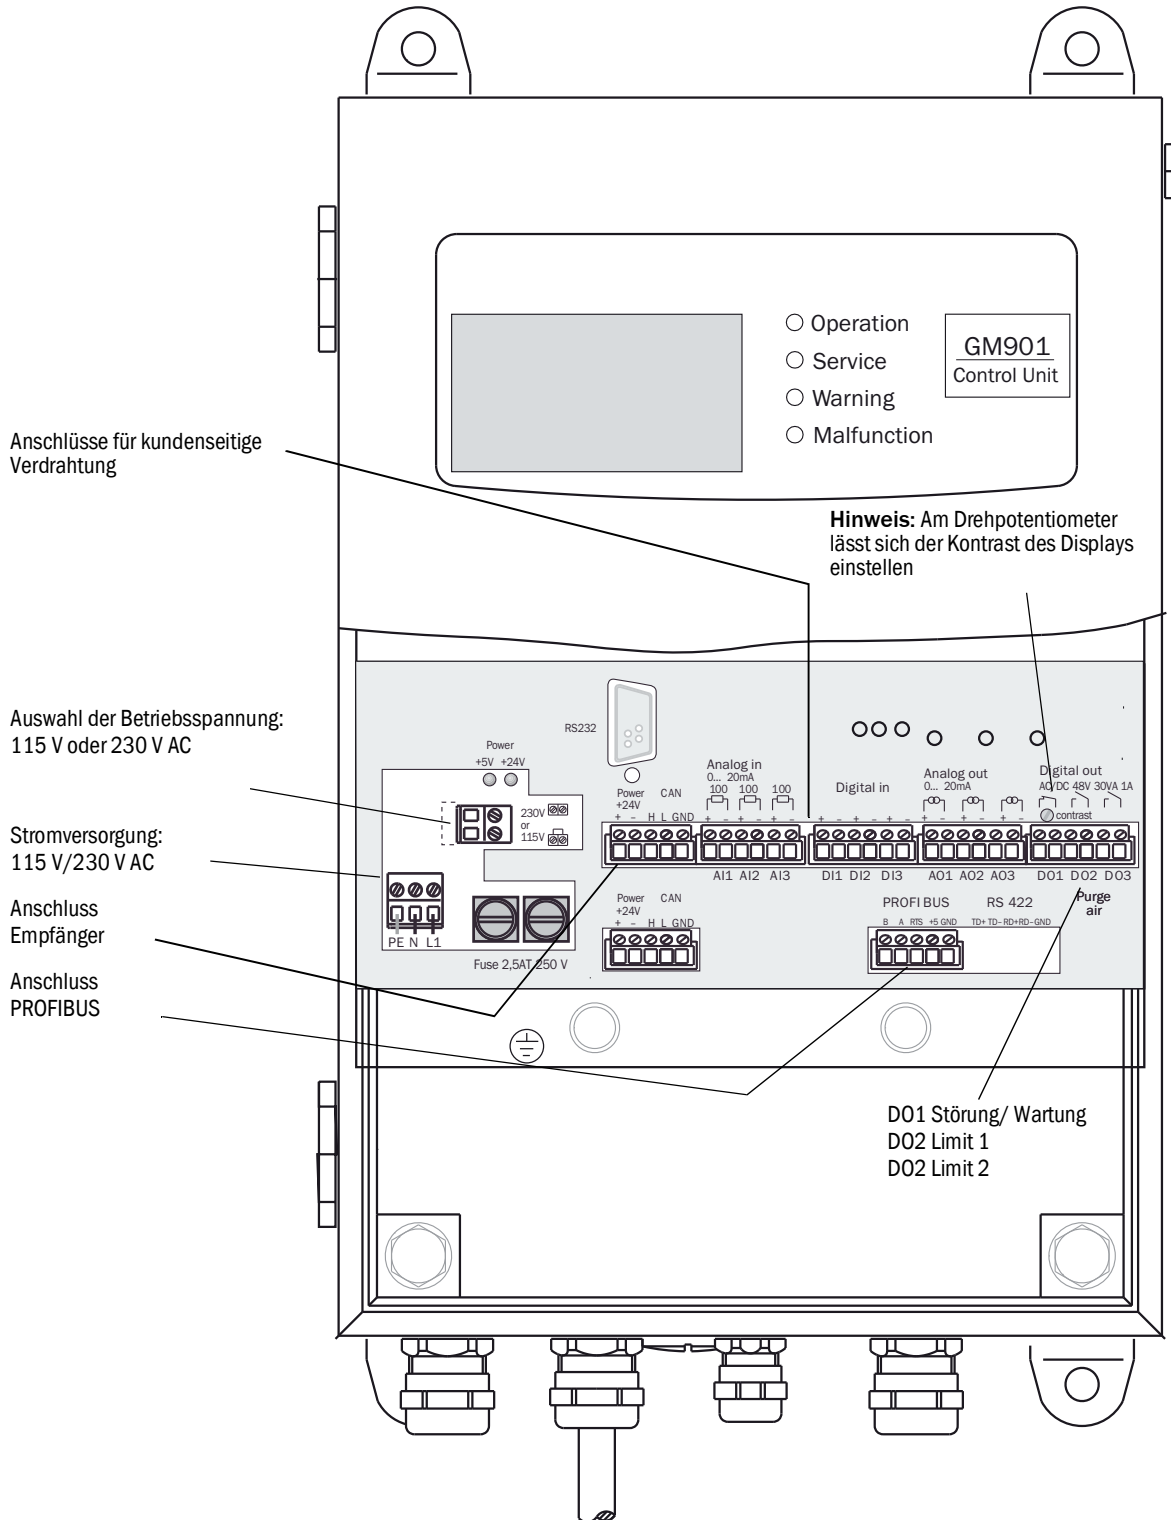 Operation
Service
Warning
Malfunction
GM901
Control Unit
Anschlüsse für kundenseitige
Verdrahtung
Hinweis: Am Drehpotentiometer
lässt sich der Kontrast des Displays
einstellen
Auswahl der Betriebsspannung:
115 V oder 230 V AC
Stromversorgung:
115 V/230 V AC
Anschluss
Empfänger
Anschluss
PROFIBUS
RS232
Power
+5V +24V
230V
or
115V
PE N L1
Fuse 2,5AT 250 V
Power
+24V
CAN
+ – H L GND
Analog in
0... 20mA
100 100 100
+ – + – + –
AI1 AI2 AI3
Digital in
+ – + – + –
DI1 DI2 DI3
Analog out
0... 20mA
+ – + – + –
AO1 AO2 AO3
Digital out
AC/DC 48V 30VA 1A
contrast
DO1 DO2 DO3
Purge
air
Power
+24V
CAN
+ – H L GND
PROFI BUS
B A RTS +5 GND
RS 422
TD+ TD- RD+RD-GND
DO1 Störung/ Wartung
DO2 Limit 1
DO2 Limit 2